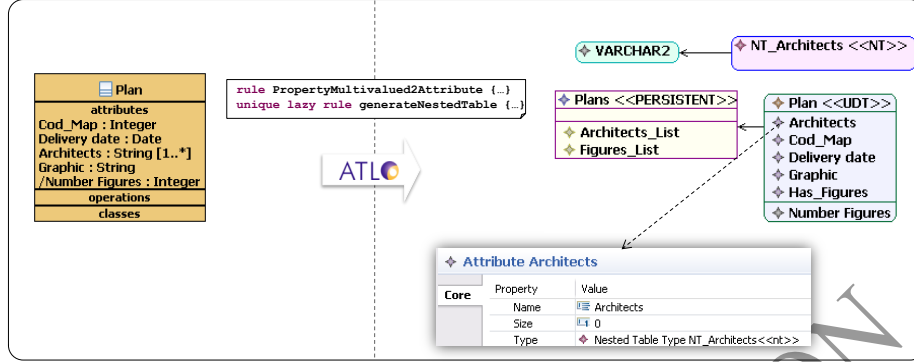 Plan
attributes
Cod_Map : Integer
Delivery date : Date
Architects : String [1..*]
Graphic : String
/Number Figures : Integer
operations
classes
rule PropertyMultivalued2Attribute {…}
unique lazy rule generateNestedTable {…}
ATL
VARCHAR2
NT_Architects <<NT>>
Plans <<PERSISTENT>>
Architects_List
Figures_List
Plan <<UDT>>
Architects
Cod_Map
Delivery date
Graphic
Has_Figures
Number Figures
Attribute Architects
Core
Property Value
Name Architects
Size 0
Type Nested Table Type NT_Architects<<nt>>